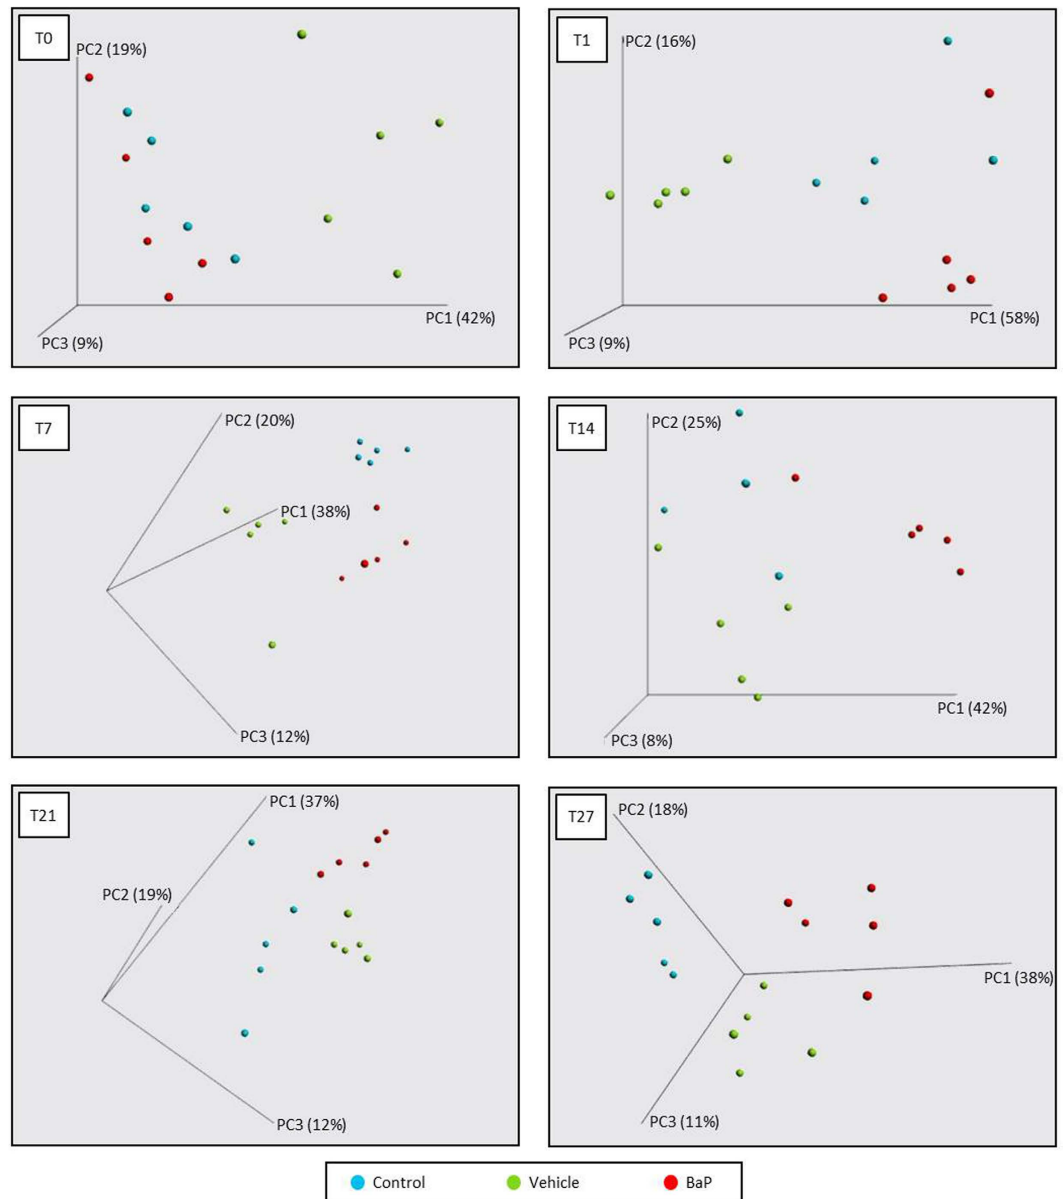 T0
PC2 (19%)
PC1 (42%)
PC3 (9%)
T1
PC2 (16%)
PC1 (58%)
PC3 (9%)
T7
PC2 (20%)
PC1 (38%)
PC3 (12%)
T14
PC2 (25%)
PC1 (42%)
PC3 (8%)
T21
PC1 (37%)
PC2 (19%)
PC3 (12%)
T27
PC2 (18%)
PC1 (38%)
PC3 (11%)
Control Vehicle BaP